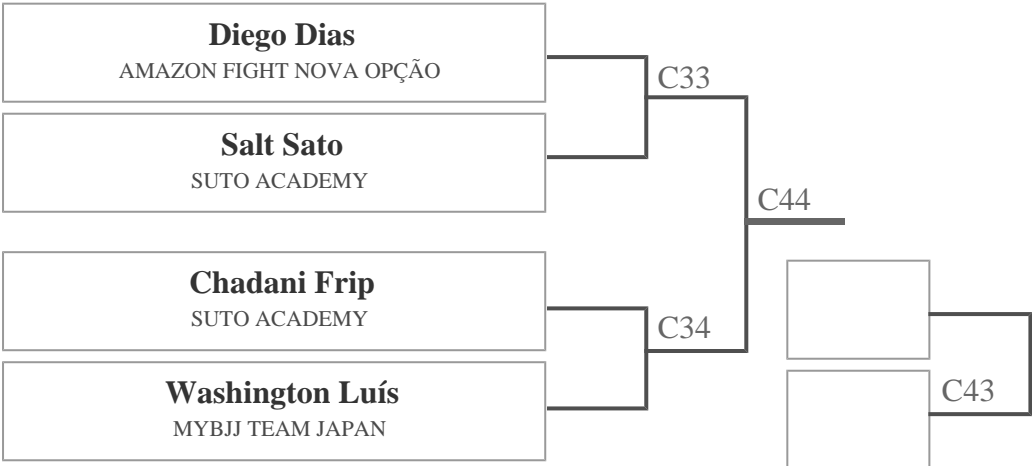 Diego Dias
AMAZON FIGHT NOVA OPÇÃO
C33
Salt Sato
SUTO ACADEMY
C44
Chadani Frip
SUTO ACADEMY
C34
Washington Luís
MYBJJ TEAM JAPAN
C43